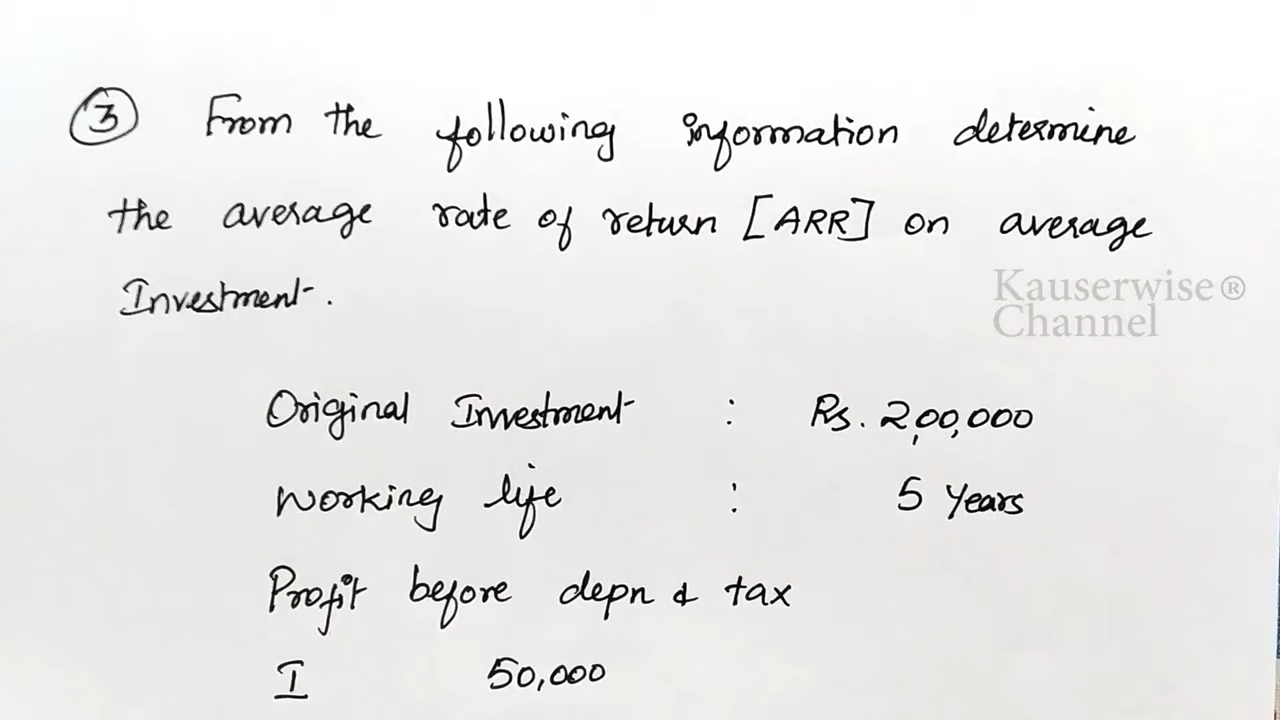 3 From the following information determine
the average rate of return [ARR] on average
Investment.
Kauserwise®
Channel
Original Investment : Rs. 2,00,000
Working life : 5 Years
Profit before depn & tax
I 50,000